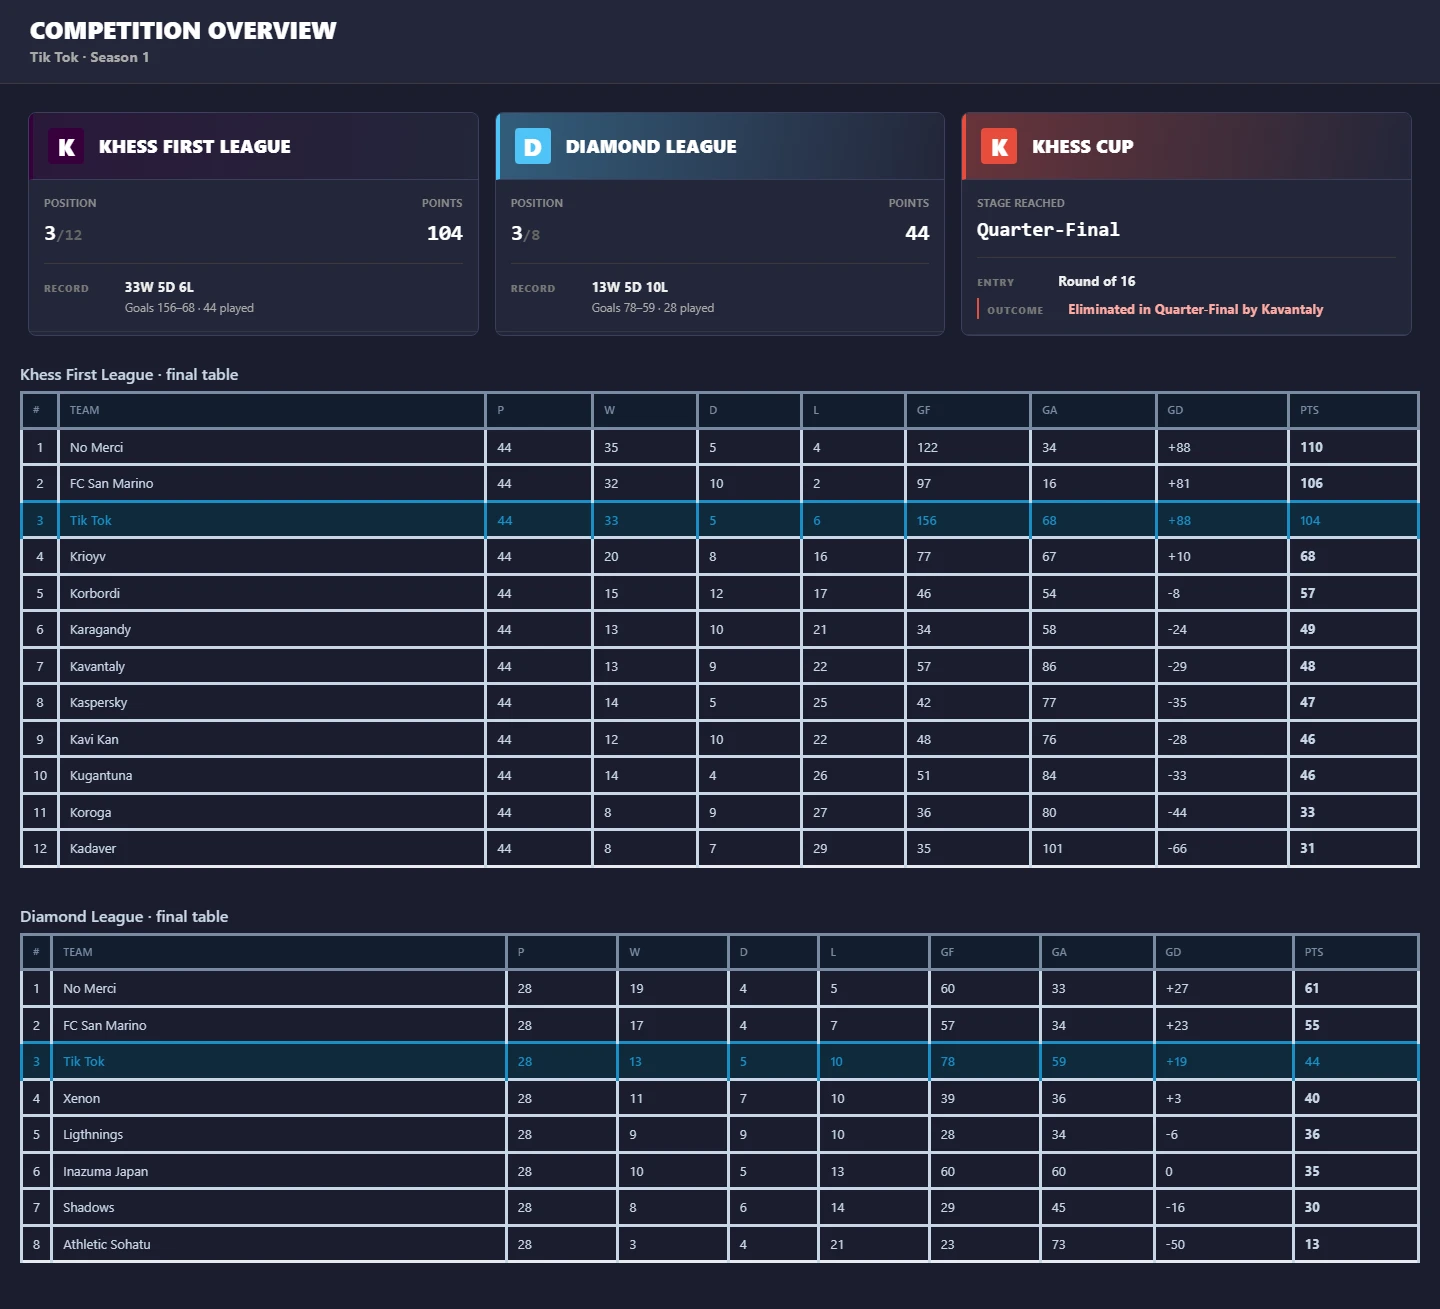 COMPETITION OVERVIEW
Tik Tok · Season 1
K KHESS FIRST LEAGUE
POSITION POINTS
3/12 104
RECORD 33W 5D 6L
Goals 156–68 · 44 played
D DIAMOND LEAGUE
POSITION POINTS
3/8 44
RECORD 13W 5D 10L
Goals 78–59 · 28 played
K KHESS CUP
STAGE REACHED
Quarter-Final
ENTRY Round of 16
OUTCOME Eliminated in Quarter-Final by Kavantaly
Khess First League · final table
# TEAM P W D L GF GA GD PTS
1 No Merci 44 35 5 4 122 34 +88 110
2 FC San Marino 44 32 10 2 97 16 +81 106
3 Tik Tok 44 33 5 6 156 68 +88 104
4 Krioyv 44 20 8 16 77 67 +10 68
5 Korbordi 44 15 12 17 46 54 -8 57
6 Karagandy 44 13 10 21 34 58 -24 49
7 Kavantaly 44 13 9 22 57 86 -29 48
8 Kaspersky 44 14 5 25 42 77 -35 47
9 Kavi Kan 44 12 10 22 48 76 -28 46
10 Kugantuna 44 14 4 26 51 84 -33 46
11 Koroga 44 8 9 27 36 80 -44 33
12 Kadaver 44 8 7 29 35 101 -66 31
Diamond League · final table
# TEAM P W D L GF GA GD PTS
1 No Merci 28 19 4 5 60 33 +27 61
2 FC San Marino 28 17 4 7 57 34 +23 55
3 Tik Tok 28 13 5 10 78 59 +19 44
4 Xenon 28 11 7 10 39 36 +3 40
5 Ligthnings 28 9 9 10 28 34 -6 36
6 Inazuma Japan 28 10 5 13 60 60 0 35
7 Shadows 28 8 6 14 29 45 -16 30
8 Athletic Sohatu 28 3 4 21 23 73 -50 13